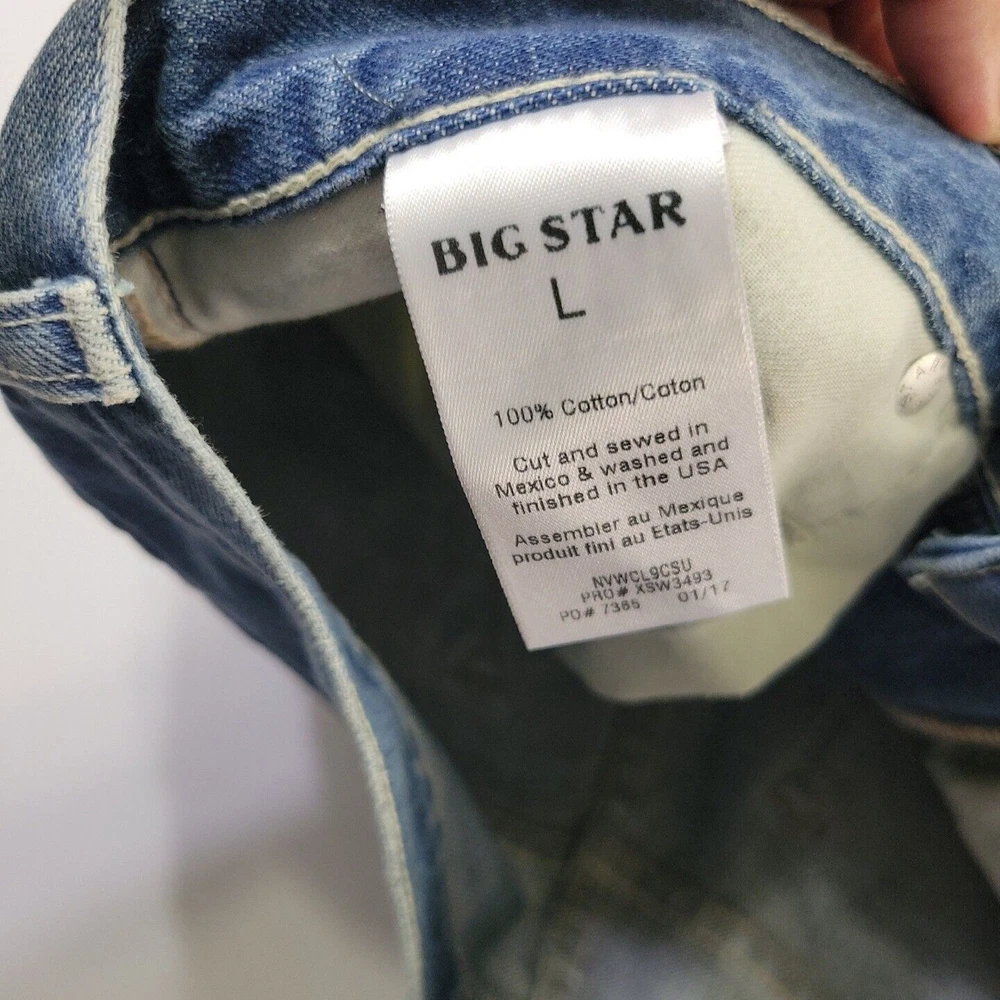 BIG STAR
L
100% Cotton/Coton
Cut and sewed in
Mexico & washed and
finished in the USA
Assembler au Mexique
produit fini au Etats-Unis
NVWCL9CSU
PRO# XSW3493
PO# 7365 01/17